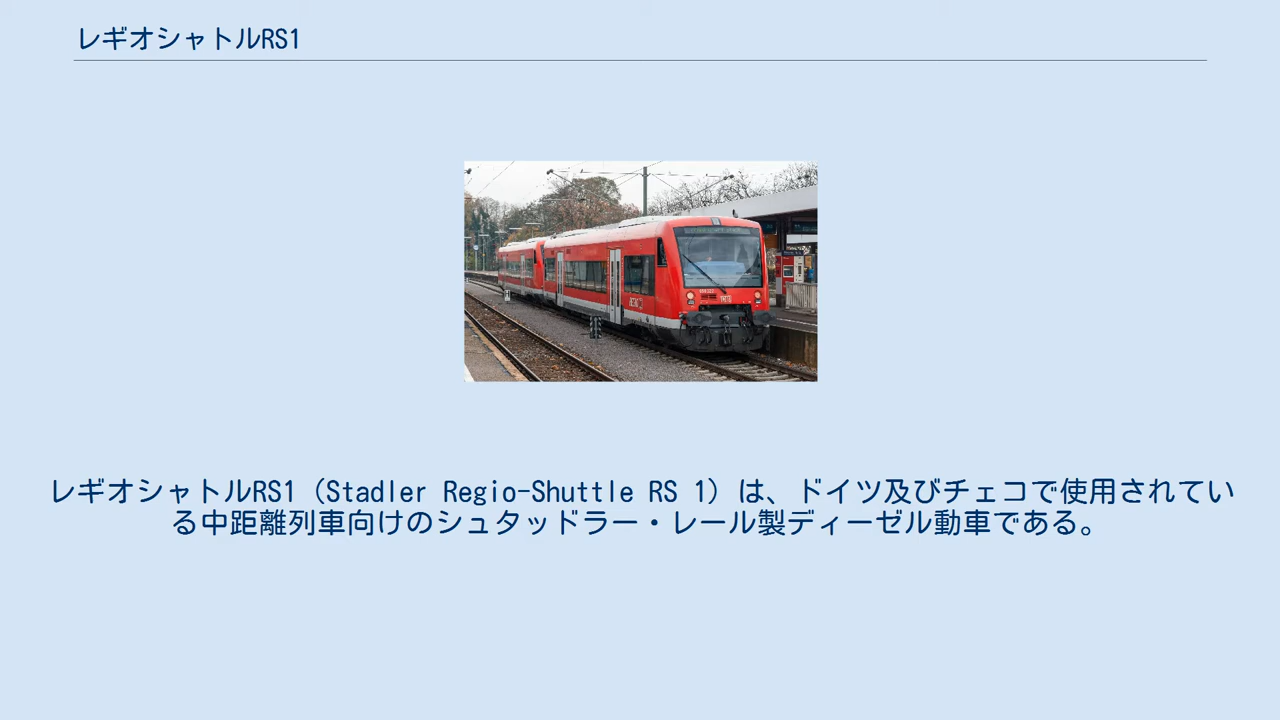 レギオシャトルRS1
レギオシャトルRS1（Stadler Regio-Shuttle RS 1）は、ドイツ及びチェコで使用されてい
る中距離列車向けのシュタッドラー・レール製ディーゼル動車である。